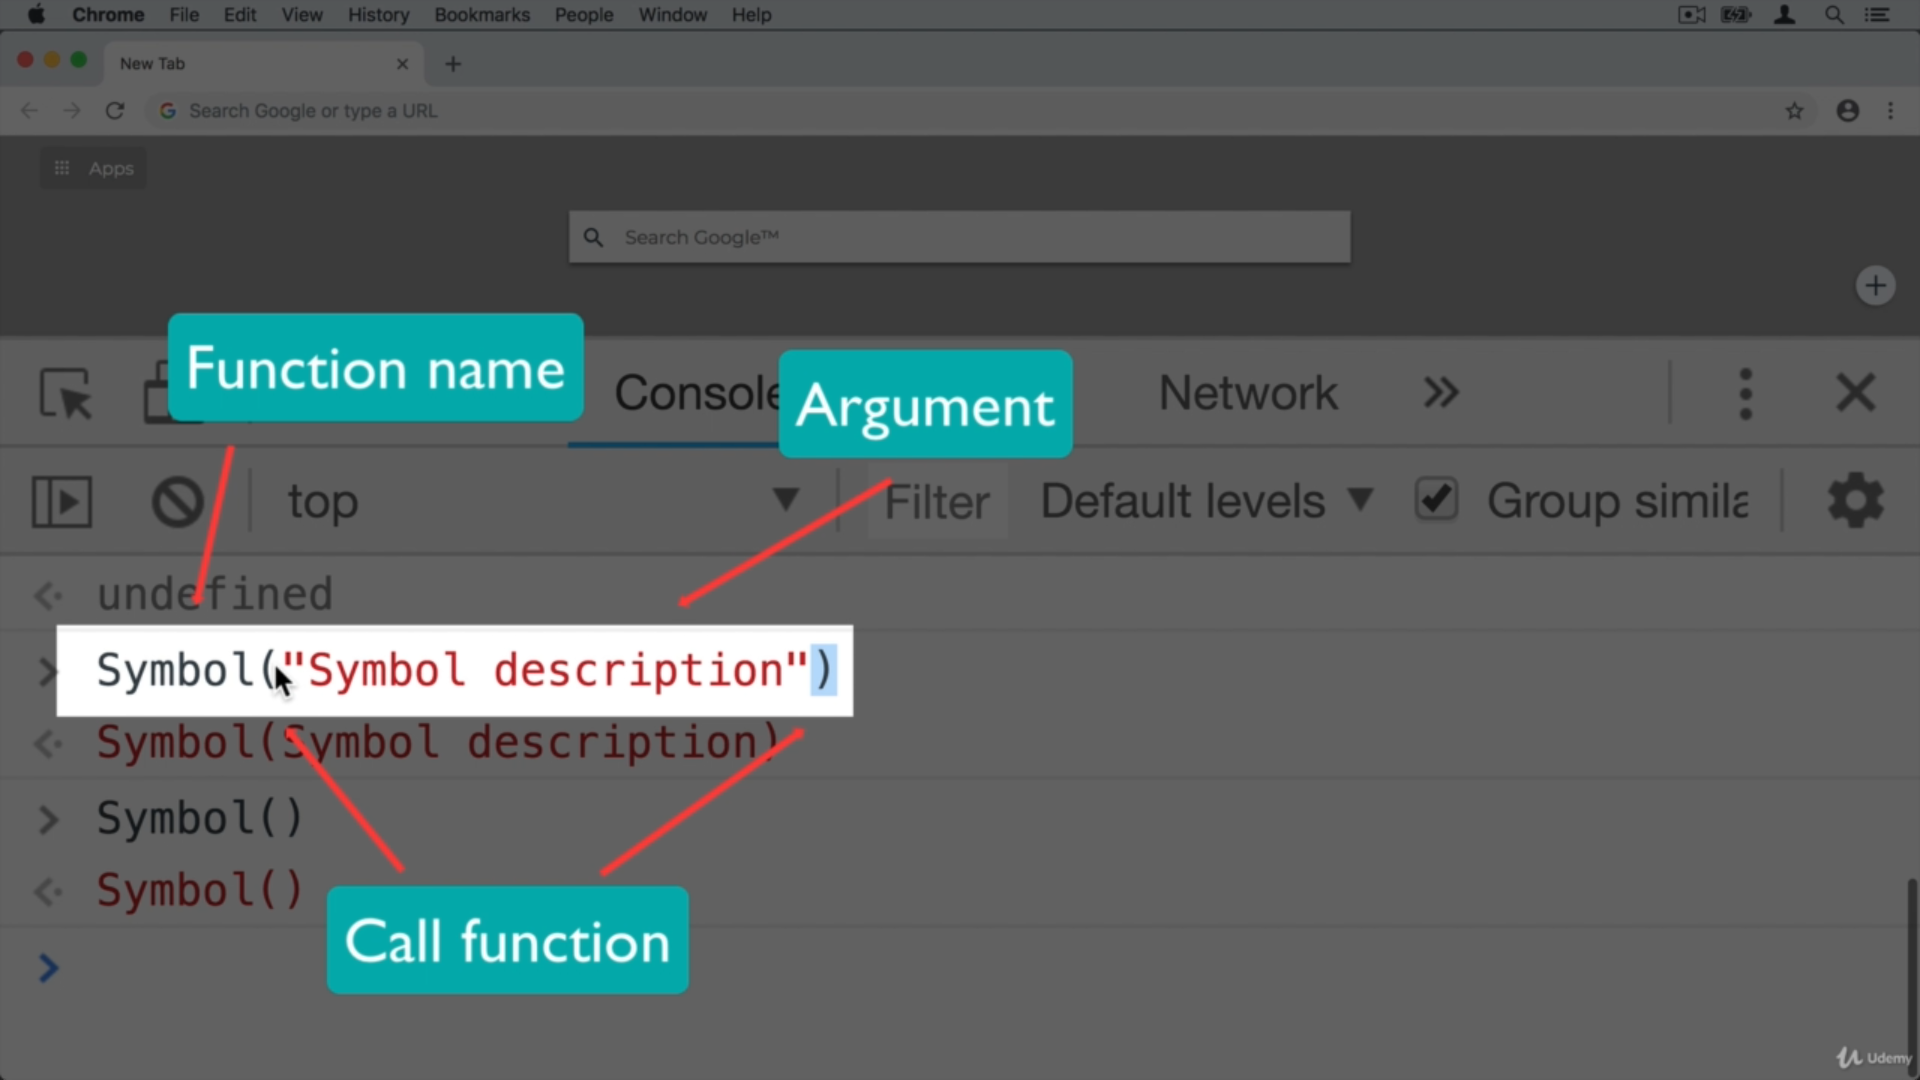 Chrome File Edit View History Bookmarks People Window Help
New Tab
Search Google or type a URL
Apps
Search Google™
Function name
Console
Argument
Network
top
Filter
Default levels
Group simila
undefined
Symbol("Symbol description")
Symbol(Symbol description)
Symbol()
Symbol()
Call function
Udemy